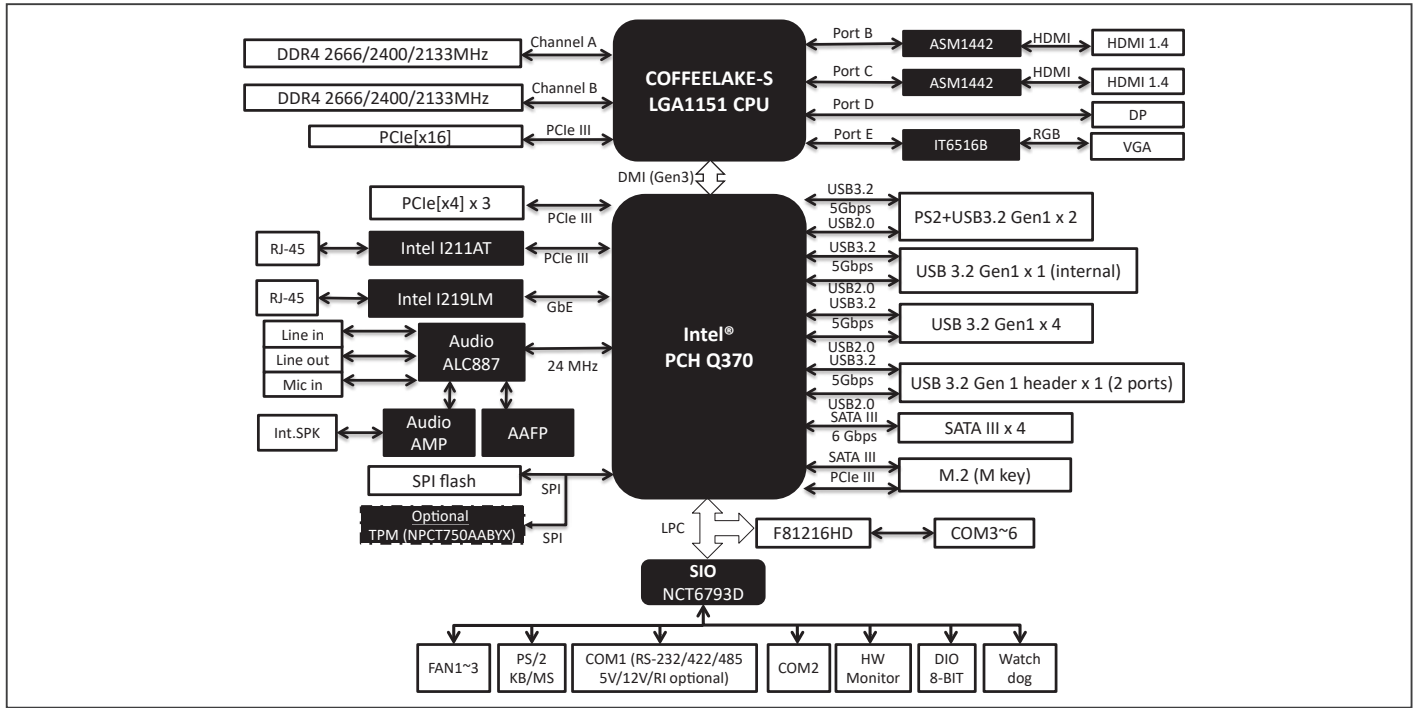 DDR4 2666/2400/2133MHz
Channel A
DDR4 2666/2400/2133MHz
Channel B
PCIe[x16]
PCIe III
COFFEELAKE-S
LGA1151 CPU
Port B
ASM1442
HDMI
HDMI 1.4
Port C
ASM1442
HDMI
HDMI 1.4
Port D
DP
Port E
IT6516B
RGB
VGA
DMI (Gen3)
PCIe[x4] x 3
PCIe III
RJ-45
Intel I211AT
PCIe III
RJ-45
Intel I219LM
GbE
Line in
Line out
Mic in
Audio
ALC887
24 MHz
Int.SPK
Audio
AMP
AAFP
SPI flash
SPI
Optional
TPM (NPCT750AABYX)
SPI
Intel®
PCH Q370
USB3.2
5Gbps
USB2.0
PS2+USB3.2 Gen1 x 2
USB3.2
5Gbps
USB2.0
USB 3.2 Gen1 x 1 (internal)
USB3.2
5Gbps
USB2.0
USB 3.2 Gen1 x 4
USB3.2
5Gbps
USB2.0
USB 3.2 Gen 1 header x 1 (2 ports)
SATA III
6 Gbps
SATA III x 4
SATA III
PCIe III
M.2 (M key)
LPC
F81216HD
COM3~6
SIO
NCT6793D
FAN1~3
PS/2
KB/MS
COM1 (RS-232/422/485
5V/12V/RI optional)
COM2
HW
Monitor
DIO
8-BIT
Watch
dog